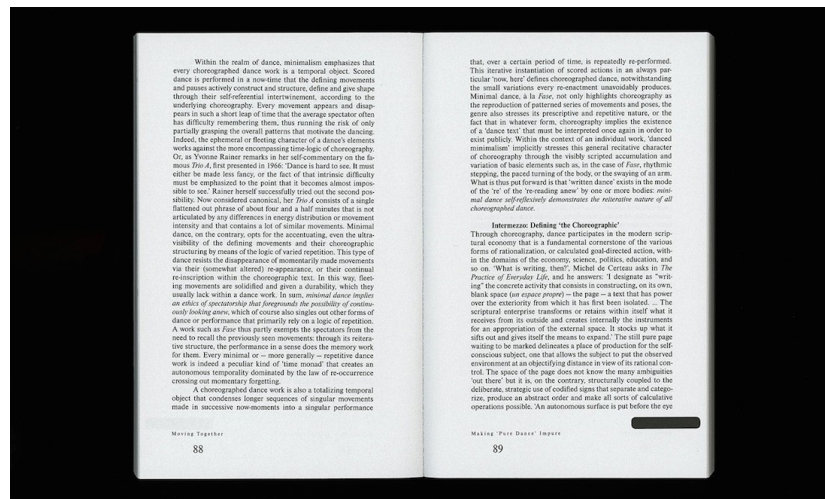 Within the realm of dance, minimalism emphasizes that
every choreographed dance work is a temporal object. Scored
dance is performed in a now-time that the defining movements
and pauses actively construct and structure, define and give shape
through their self-referential intertwinement, according to the
underlying choreography. Every movement appears and disap-
pears in such a short leap of time that the average spectator often
has difficulty remembering them, thus running the risk of only
partially grasping the overall patterns that motivate the dancing.
Indeed, the ephemeral or fleeting character of a dance's elements
works against the more encompassing time-logic of choreography.
Or, as Yvonne Rainer remarks in her self-commentary on the fa-
mous Trio A, first presented in 1966: 'Dance is hard to see. It must
either be made less fancy, or the fact of that intrinsic difficulty
must be emphasized to the point that it becomes almost impos-
sible to see.' Rainer herself successfully tried out the second pos-
sibility. Now considered canonical, her Trio A consists of a single
flattened out phrase of about four and a half minutes that is not
articulated by any differences in energy distribution or movement
intensity and that contains a lot of similar movements. Minimal
dance, on the contrary, opts for the accentuating, even the ultra-
visibility of the defining movements and their choreographic
structuring by means of the logic of varied repetition. This type of
dance resists the disappearance of momentarily made movements
via their (somewhat altered) re-appearance, or their continual
re-inscription within the choreographic text. In this way, fleet-
ing movements are solidified and given a durability, which they
usually lack within a dance work. In sum, minimal dance implies
an ethics of spectatorship that foregrounds the possibility of continu-
ously looking anew, which of course also singles out other forms of
dance or performance that primarily rely on a logic of repetition.
A work such as Fase thus partly exempts the spectators from the
need to recall the previously seen movements: through its reitera-
tive structure, the performance in a sense does the memory work
for them. Every minimal or – more generally – repetitive dance
work is indeed a peculiar kind of 'time monad' that creates an
autonomous temporality dominated by the law of re-occurrence
crossing out momentary forgetting.
A choreographed dance work is also a totalizing temporal
object that condenses longer sequences of singular movements
made in successive now-moments into a singular performance
Moving Together
88
that, over a certain period of time, is repeatedly re-performed.
This iterative instantiation of scored actions in an always par-
ticular 'now, here' defines choreographed dance, notwithstanding
the small variations every re-enactment unavoidably produces.
Minimal dance, à la Fase, not only highlights choreography as
the reproduction of patterned series of movements and poses, the
genre also stresses its prescriptive and repetitive nature, or the
fact that in whatever form, choreography implies the existence
of a 'dance text' that must be interpreted once again in order to
exist publicly. Within the context of an individual work, 'danced
minimalism' implicitly stresses this general recitative character
of choreography through the visibly scripted accumulation and
variation of basic elements such as, in the case of Fase, rhythmic
stepping, the paced turning of the body, or the swaying of an arm.
What is thus put forward is that 'written dance' exists in the mode
of the 're' of the 're-reading anew' by one or more bodies: mini-
mal dance self-reflexively demonstrates the reiterative nature of all
choreographed dance.
Intermezzo: Defining 'the Choreographic'
Through choreography, dance participates in the modern scrip-
tural economy that is a fundamental cornerstone of the various
forms of rationalization, or calculated goal-directed action, with-
in the domains of the economy, science, politics, education, and
so on. 'What is writing, then?', Michel de Certeau asks in The
Practice of Everyday Life, and he answers: 'I designate as "writ-
ing" the concrete activity that consists in constructing, on its own,
blank space (un espace propre) – the page – a text that has power
over the exteriority from which it has first been isolated. ... The
scriptural enterprise transforms or retains within itself what it
receives from its outside and creates internally the instruments
for an appropriation of the external space. It stocks up what it
sifts out and gives itself the means to expand.' The still pure page
waiting to be marked delineates a place of production for the self-
conscious subject, one that allows the subject to put the observed
environment at an objectifying distance in view of its rational con-
trol. The space of the page does not know the many ambiguities
'out there' but it is, on the contrary, structurally coupled to the
deliberate, strategic use of codified signs that separate and catego-
rize, produce an abstract order and make all sorts of calculative
operations possible. 'An autonomous surface is put before the eye
Making 'Pure Dance' Impure
89